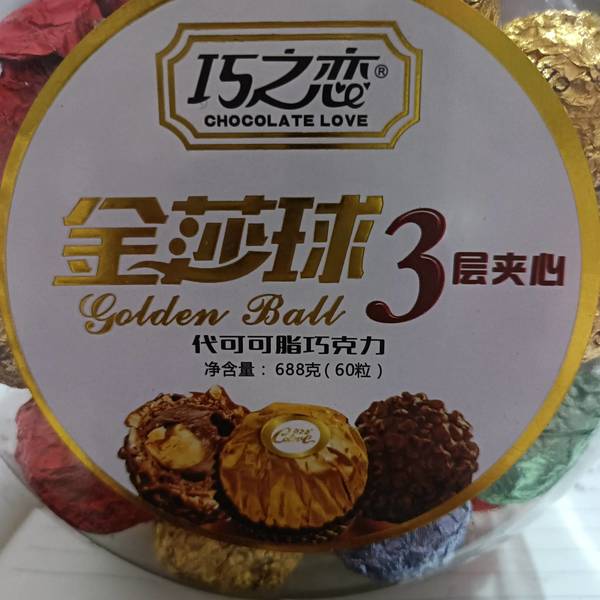 巧之恋®
CHOCOLATE LOVE
金莎球 3 层夹心
Golden Ball
代可可脂巧克力
净含量：688克（60粒）